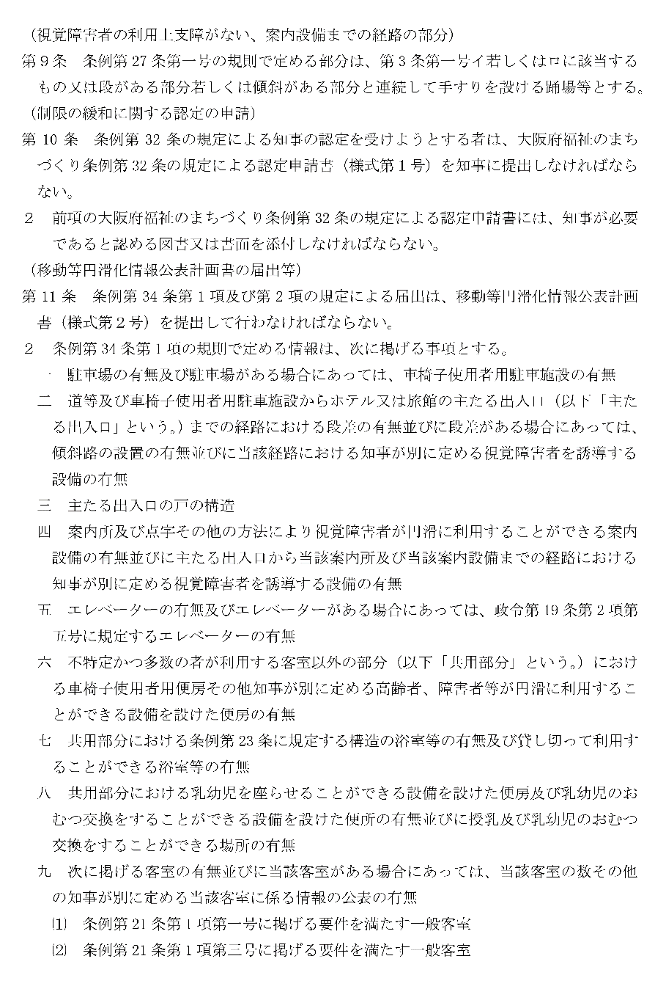 （視覚障害者の利用上支障がない、案内設備までの経路の部分）
第９条　条例第 27 条第一号の規則で定める部分は、第３条第一号イ若しくはロに該当する
もの又は段がある部分若しくは傾斜がある部分と連続して手すりを設ける踊場等とする。
（制限の緩和に関する認定の申請）
第 10 条　条例第 32 条の規定による知事の認定を受けようとする者は、大阪府福祉のまち
づくり条例第 32 条の規定による認定申請書（様式第１号）を知事に提出しなければなら
ない。
２　前項の大阪府福祉のまちづくり条例第 32 条の規定による認定申請書には、知事が必要
であると認める図書又は書面を添付しなければならない。
（移動等円滑化情報公表計画書の届出等）
第 11 条　条例第 34 条第１項及び第２項の規定による届出は、移動等円滑化情報公表計画
書（様式第２号）を提出して行わなければならない。
２　条例第 34 条第１項の規則で定める情報は、次に掲げる事項とする。
一　駐車場の有無及び駐車場がある場合にあっては、車椅子使用者用駐車施設の有無
二　道等及び車椅子使用者用駐車施設からホテル又は旅館の主たる出入口（以下「主た
る出入口」という。）までの経路における段差の有無並びに段差がある場合にあっては、
傾斜路の設置の有無並びに当該経路における知事が別に定める視覚障害者を誘導する
設備の有無
三　主たる出入口の戸の構造
四　案内所及び点字その他の方法により視覚障害者が円滑に利用することができる案内
設備の有無並びに主たる出入口から当該案内所及び当該案内設備までの経路における
知事が別に定める視覚障害者を誘導する設備の有無
五　エレベーターの有無及びエレベーターがある場合にあっては、政令第 19 条第２項第
五号に規定するエレベーターの有無
六　不特定かつ多数の者が利用する客室以外の部分（以下「共用部分」という。）におけ
る車椅子使用者用便房その他知事が別に定める高齢者、障害者等が円滑に利用するこ
とができる設備を設けた便房の有無
七　共用部分における条例第 23 条に規定する構造の浴室等の有無及び貸し切って利用す
ることができる浴室等の有無
八　共用部分における乳幼児を座らせることができる設備を設けた便房及び乳幼児のお
むつ交換をすることができる設備を設けた便所の有無並びに授乳及び乳幼児のおむつ
交換をすることができる場所の有無
九　次に掲げる客室の有無並びに当該客室がある場合にあっては、当該客室の数その他
の知事が別に定める当該客室に係る情報の公表の有無
⑴　条例第 21 条第１項第一号に掲げる要件を満たす一般客室
⑵　条例第 21 条第１項第三号に掲げる要件を満たす一般客室